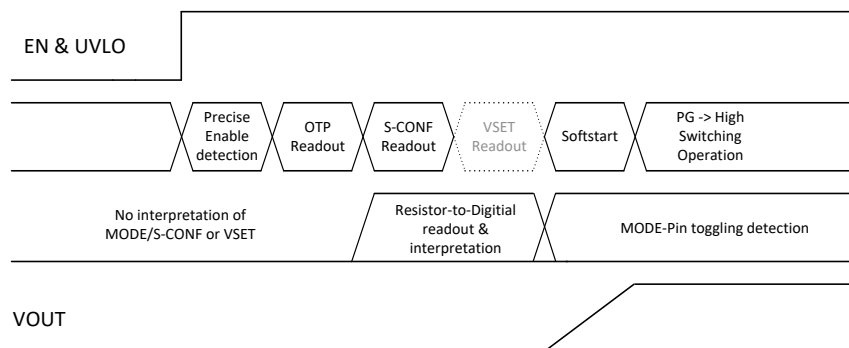 EN & UVLO
Precise
Enable
detection
OTP
Readout
S-CONF
Readout
VSET
Readout
Softstart
PG -> High
Switching
Operation
No interpretation of
MODE/S-CONF or VSET
Resistor-to-Digitial
readout &
interpretation
MODE-Pin toggling detection
VOUT